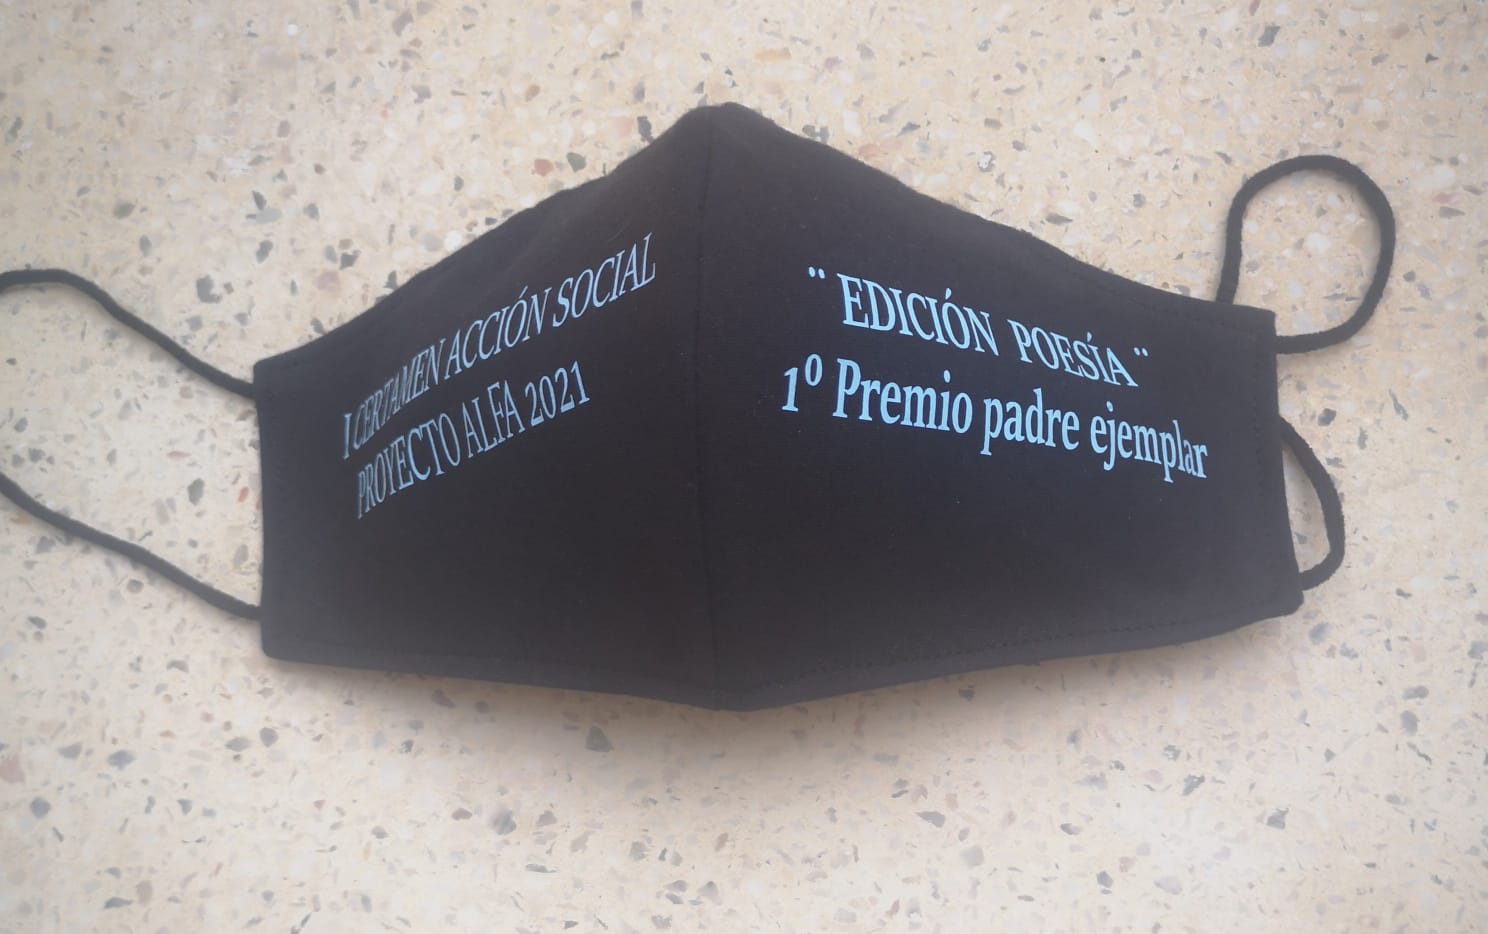 I CERTAMEN ACCIÓN SOCIAL
PROYECTO ALFA 2021
¨ EDICIÓN POESÍA ¨
1º Premio padre ejemplar